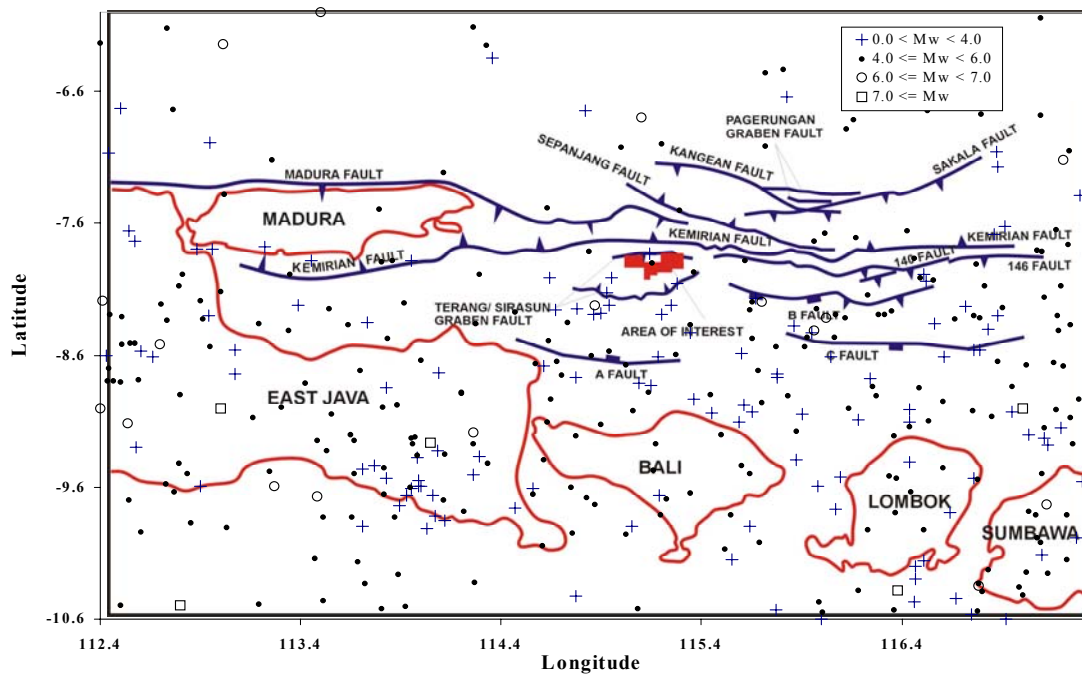 0.0 < Mw < 4.0
4.0 <= Mw < 6.0
6.0 <= Mw < 7.0
7.0 <= Mw
-6.6
PAGERUNGAN
GRABEN FAULT
SEPANJANG FAULT
KANGEAN FAULT
SAKALA FAULT
MADURA FAULT
-7.6
MADURA
KEMIRIAN FAULT
KEMIRIAN FAULT
KEMIRIAN FAULT
140 FAULT
146 FAULT
TERANG/ SIRASUN
GRABEN FAULT
AREA OF INTEREST
B FAULT
Latitude
-8.6
A FAULT
C FAULT
EAST JAVA
BALI
-9.6
LOMBOK
SUMBAWA
-10.6
112.4
113.4
114.4
115.4
116.4
Longitude